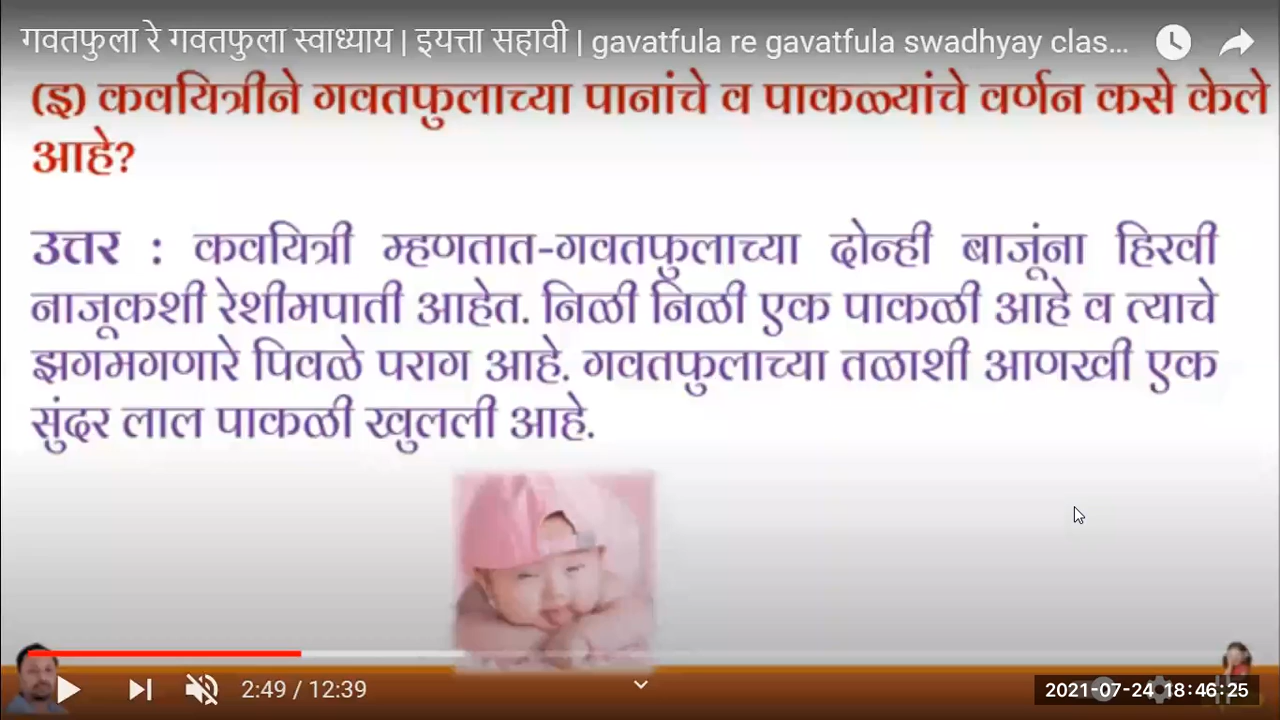 गवतफुला रे गवतफुला स्वाध्याय | इयत्ता सहावी | gavatfula re gavatfula swadhyay clas...
(इ) कवयित्रीने गवतफुलाच्या पानांचे व पाकळ्यांचे वर्णन कसे केले
आहे?
उत्तर : कवयित्री म्हणतात-गवतफुलाच्या दोन्ही बाजूंना हिरवी
नाजूकशी रेशीमपाती आहेत. निळी निळी एक पाकळी आहे व त्याचे
झगमगणारे पिवळे पराग आहे. गवतफुलाच्या तळाशी आणखी एक
सुंदर लाल पाकळी खुलली आहे.
2:49 / 12:39
2021-07-24 18:46:25